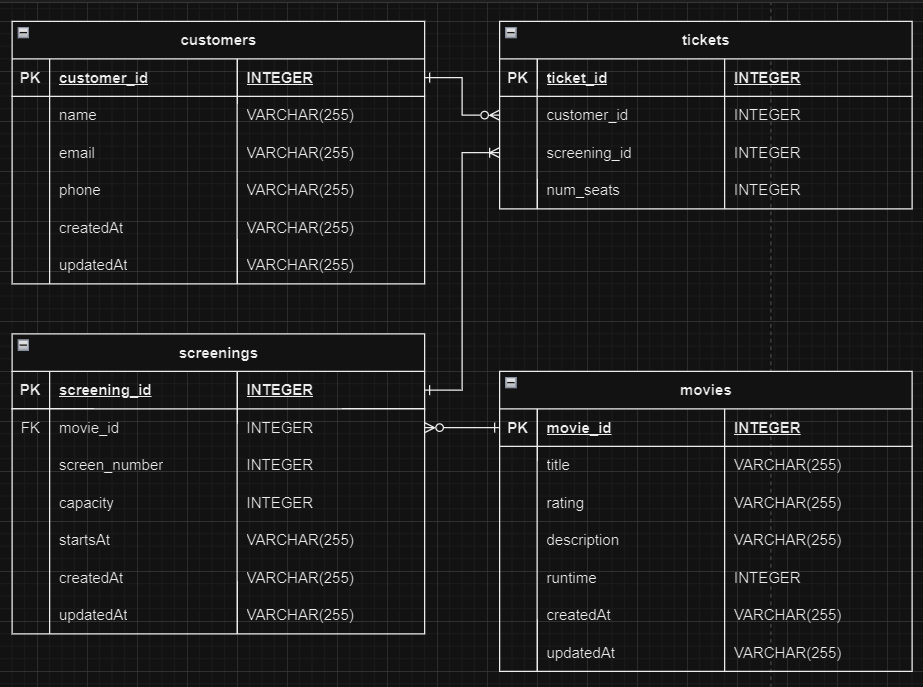 customers
PK customer_id INTEGER
name VARCHAR(255)
email VARCHAR(255)
phone VARCHAR(255)
createdAt VARCHAR(255)
updatedAt VARCHAR(255)
tickets
PK ticket_id INTEGER
customer_id INTEGER
screening_id INTEGER
num_seats INTEGER
screenings
PK screening_id INTEGER
FK movie_id INTEGER
screen_number INTEGER
capacity INTEGER
startsAt VARCHAR(255)
createdAt VARCHAR(255)
updatedAt VARCHAR(255)
movies
PK movie_id INTEGER
title VARCHAR(255)
rating VARCHAR(255)
description VARCHAR(255)
runtime INTEGER
createdAt VARCHAR(255)
updatedAt VARCHAR(255)